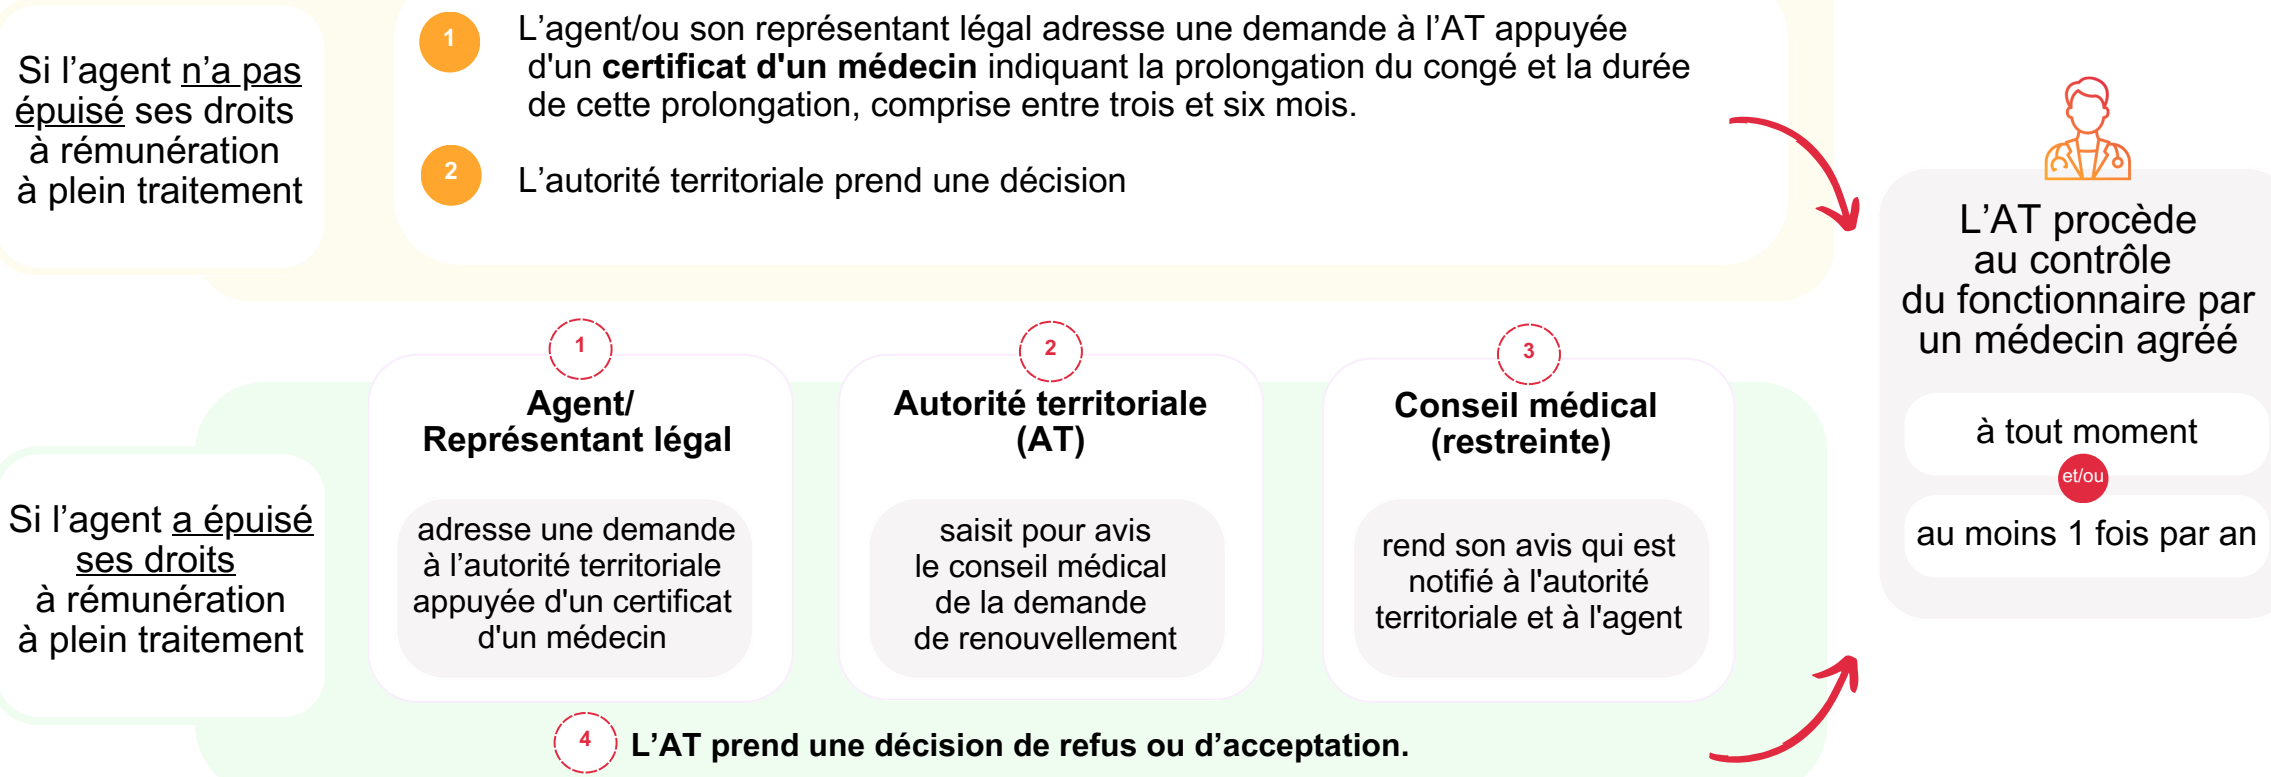 Si l'agent n'a pas
épuisé ses droits
à rémunération
à plein traitement
1
L'agent/ou son représentant légal adresse une demande à l'AT appuyée
d'un certificat d'un médecin indiquant la prolongation du congé et la durée
de cette prolongation, comprise entre trois et six mois.
2
L'autorité territoriale prend une décision
Si l'agent a épuisé
ses droits
à rémunération
à plein traitement
1
Agent/
Représentant légal
adresse une demande
à l'autorité territoriale
appuyée d'un certificat
d'un médecin
2
Autorité territoriale
(AT)
saisit pour avis
le conseil médical
de la demande
de renouvellement
3
Conseil médical
(restreinte)
rend son avis qui est
notifié à l'autorité
territoriale et à l'agent
4
L'AT prend une décision de refus ou d'acceptation.
L'AT procède
au contrôle
du fonctionnaire par
un médecin agréé
à tout moment
et/ou
au moins 1 fois par an